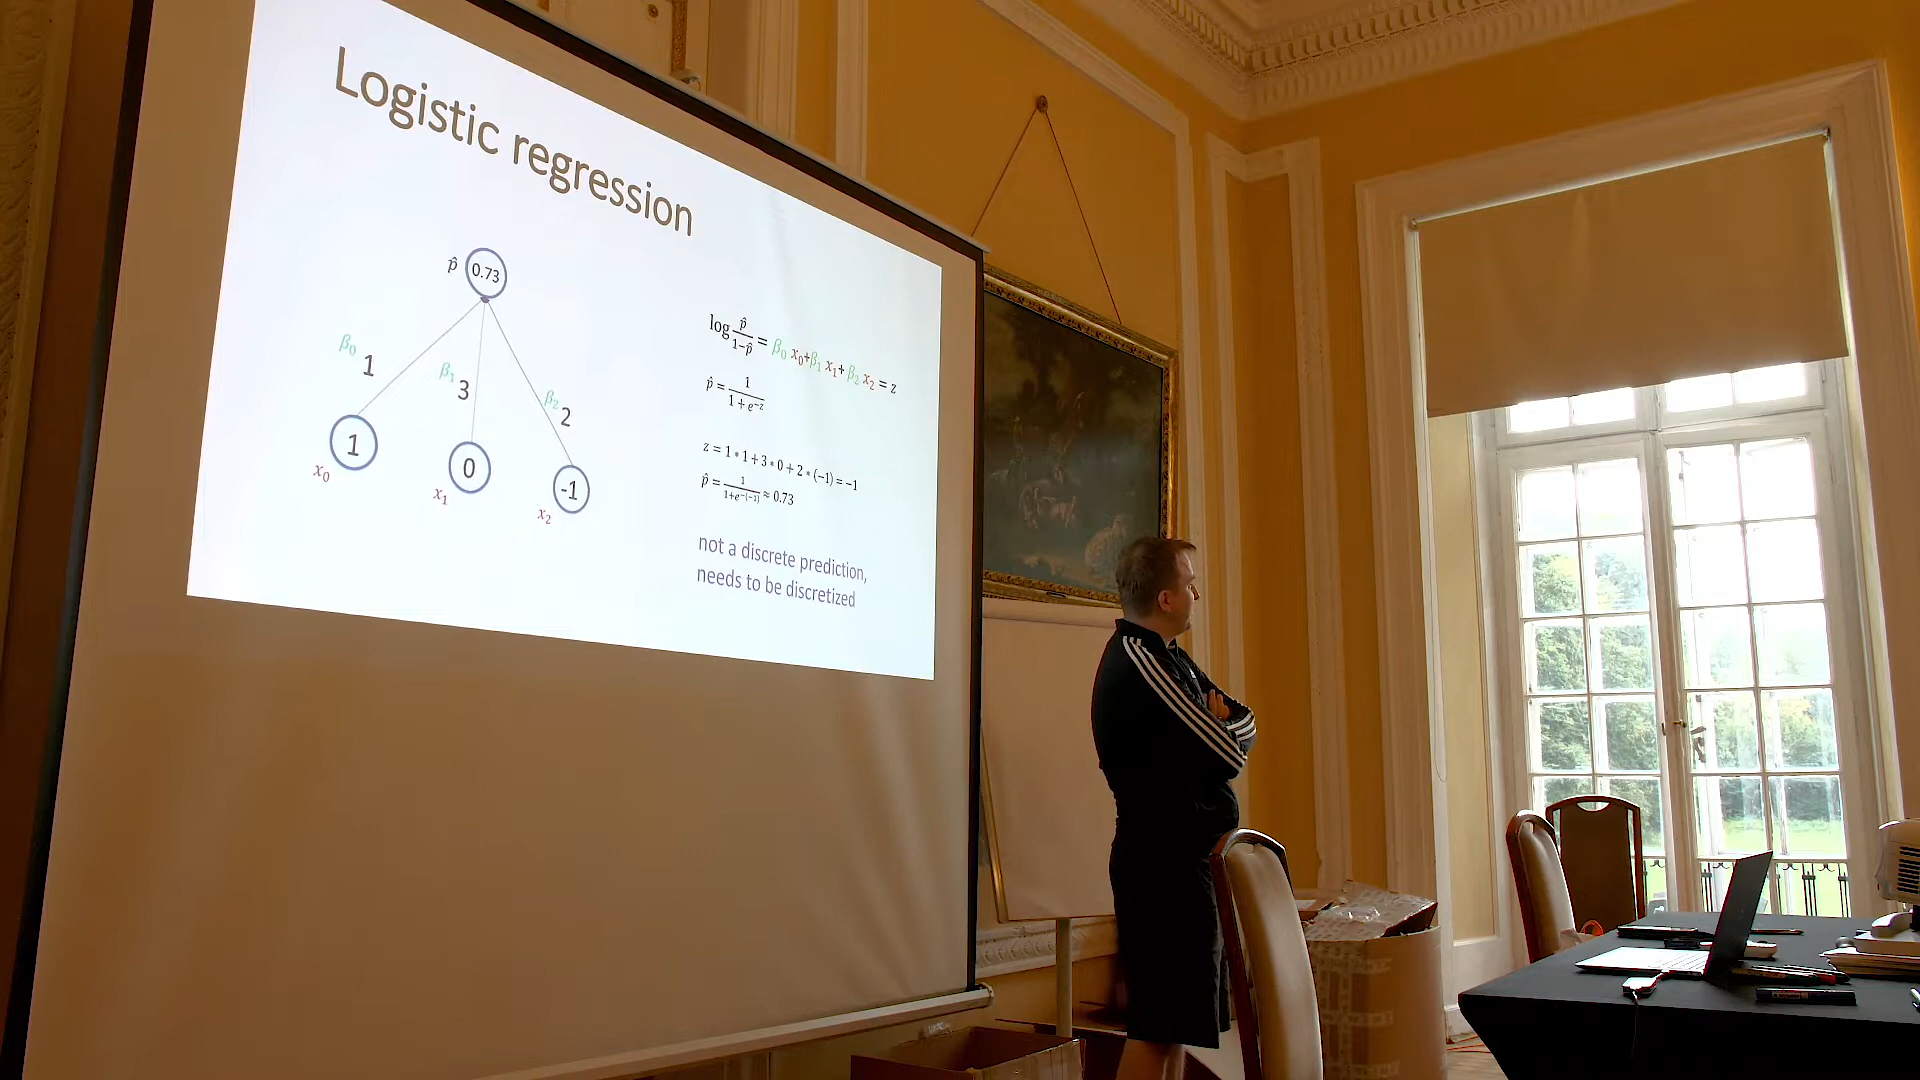 Logistic regression
p̂ 0.73
β₀ 1
β₁ 3
β₂ 2
1
0
-1
x₀
x₁
x₂
log p̂/(1−p̂) = β₀ x₀+β₁ x₁+ β₂ x₂ = z
p̂ = 1/(1 + e^−z)
z = 1 * 1 + 3 * 0 + 2 * (−1) = −1
p̂ = 1/(1+e^−(−1)) ≈ 0.73
not a discrete prediction,
needs to be discretized